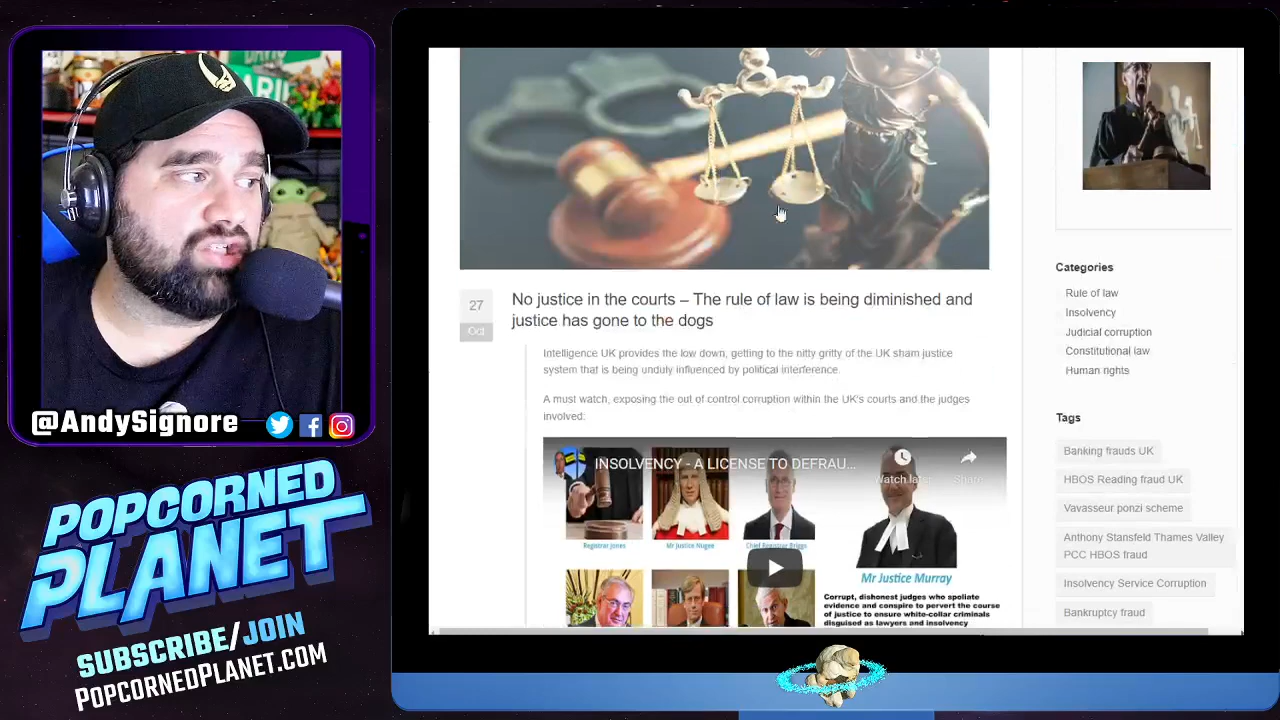 @AndySignore
POPCORNED
PLANET
SUBSCRIBE/JOIN
POPCORNEDPLANET.COM
27
Oct
No justice in the courts – The rule of law is being diminished and
justice has gone to the dogs
Intelligence UK provides the low down, getting to the nitty gritty of the UK sham justice
system that is being unduly influenced by political interference.
A must watch, exposing the out of control corruption within the UK's courts and the judges
involved:
INSOLVENCY - A LICENSE TO DEFRAU...
Watch later
Share
Registrar Jones
Mr Justice Nugee
Chief Registrar Briggs
Mr Justice Murray
Corrupt, dishonest judges who spoliate
evidence and conspire to pervert the course
of justice to ensure white-collar criminals
disguised as lawyers and insolvency
Categories
Rule of law
Insolvency
Judicial corruption
Constitutional law
Human rights
Tags
Banking frauds UK
HBOS Reading fraud UK
Vavasseur ponzi scheme
Anthony Stansfeld Thames Valley
PCC HBOS fraud
Insolvency Service Corruption
Bankruptcy fraud